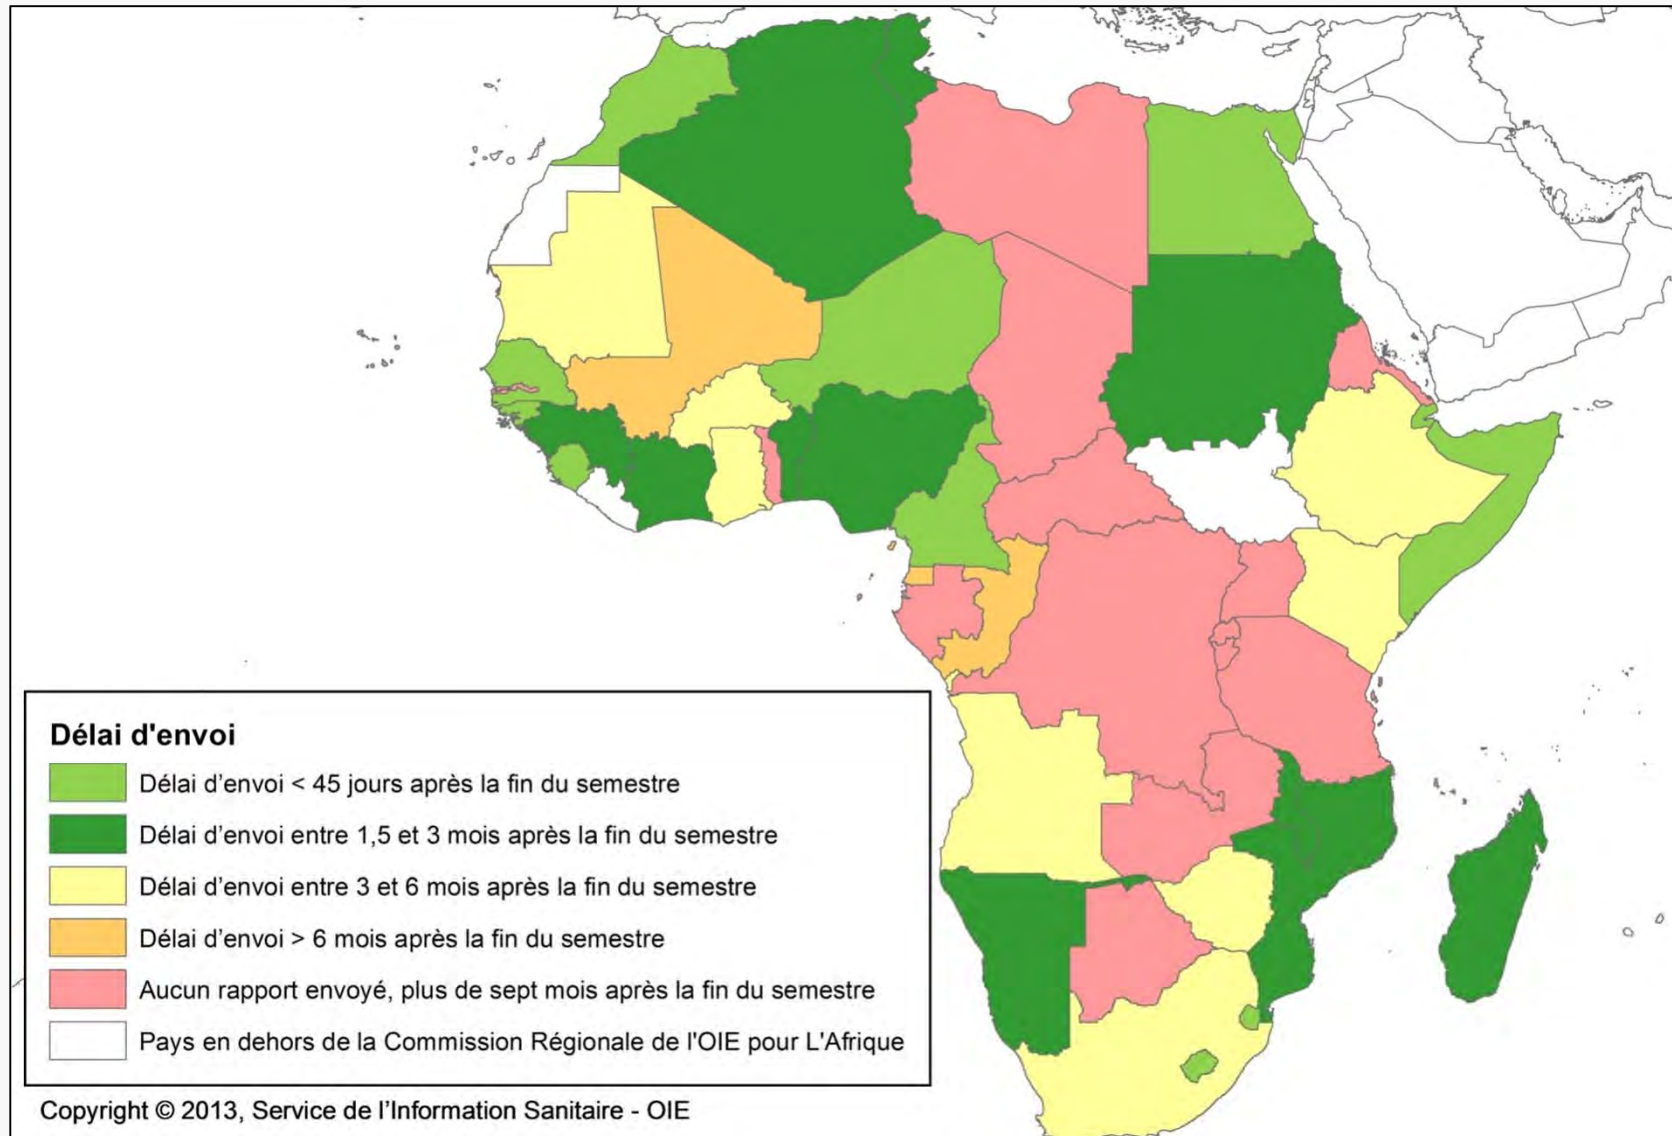 Délai d'envoi
Délai d’envoi < 45 jours après la fin du semestre
Délai d’envoi entre 1,5 et 3 mois après la fin du semestre
Délai d’envoi entre 3 et 6 mois après la fin du semestre
Délai d’envoi > 6 mois après la fin du semestre
Aucun rapport envoyé, plus de sept mois après la fin du semestre
Pays en dehors de la Commission Régionale de l'OIE pour L'Afrique
Copyright © 2013, Service de l’Information Sanitaire - OIE